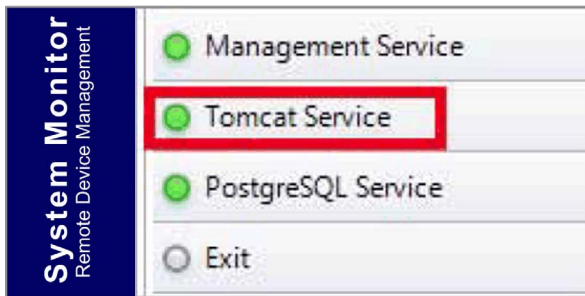 System Monitor
Remote Device Management
Management Service
Tomcat Service
PostgreSQL Service
Exit